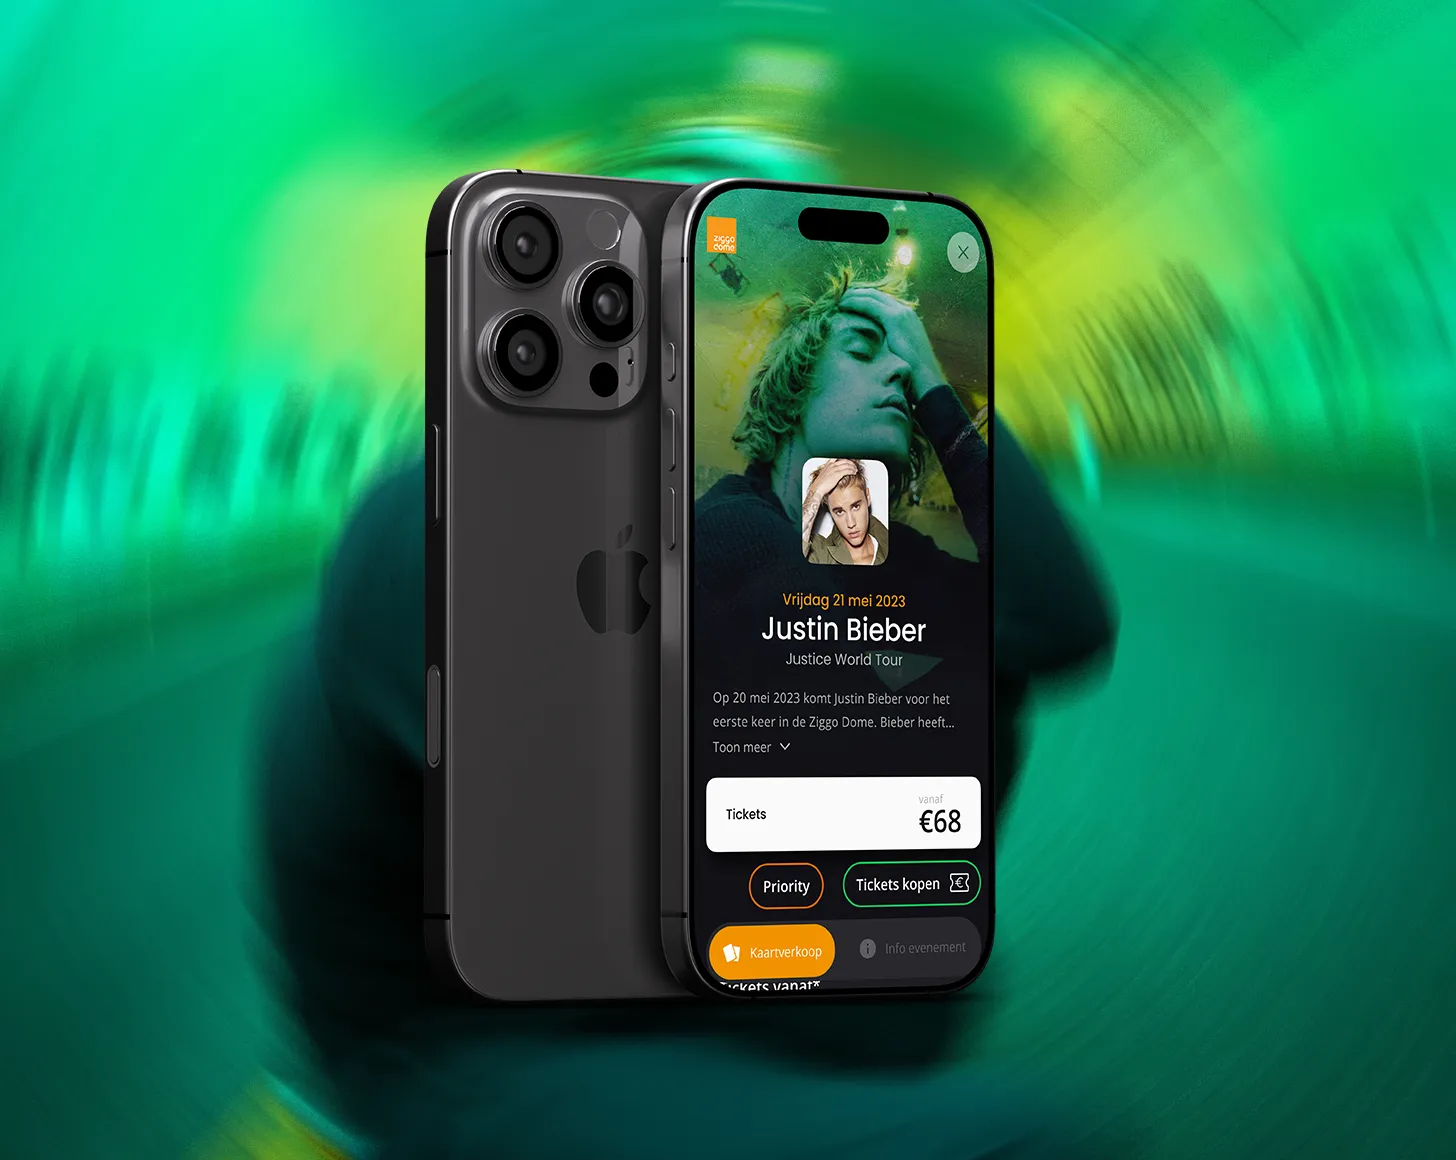 ziggo
dome
Vrijdag 21 mei 2023
Justin Bieber
Justice World Tour
Op 20 mei 2023 komt Justin Bieber voor het
eerste keer in de Ziggo Dome. Bieber heeft...
Toon meer
Tickets
vanaf
€68
Priority
Tickets kopen €
Kaartverkoop
i Info evenement
Tickets vanaf*